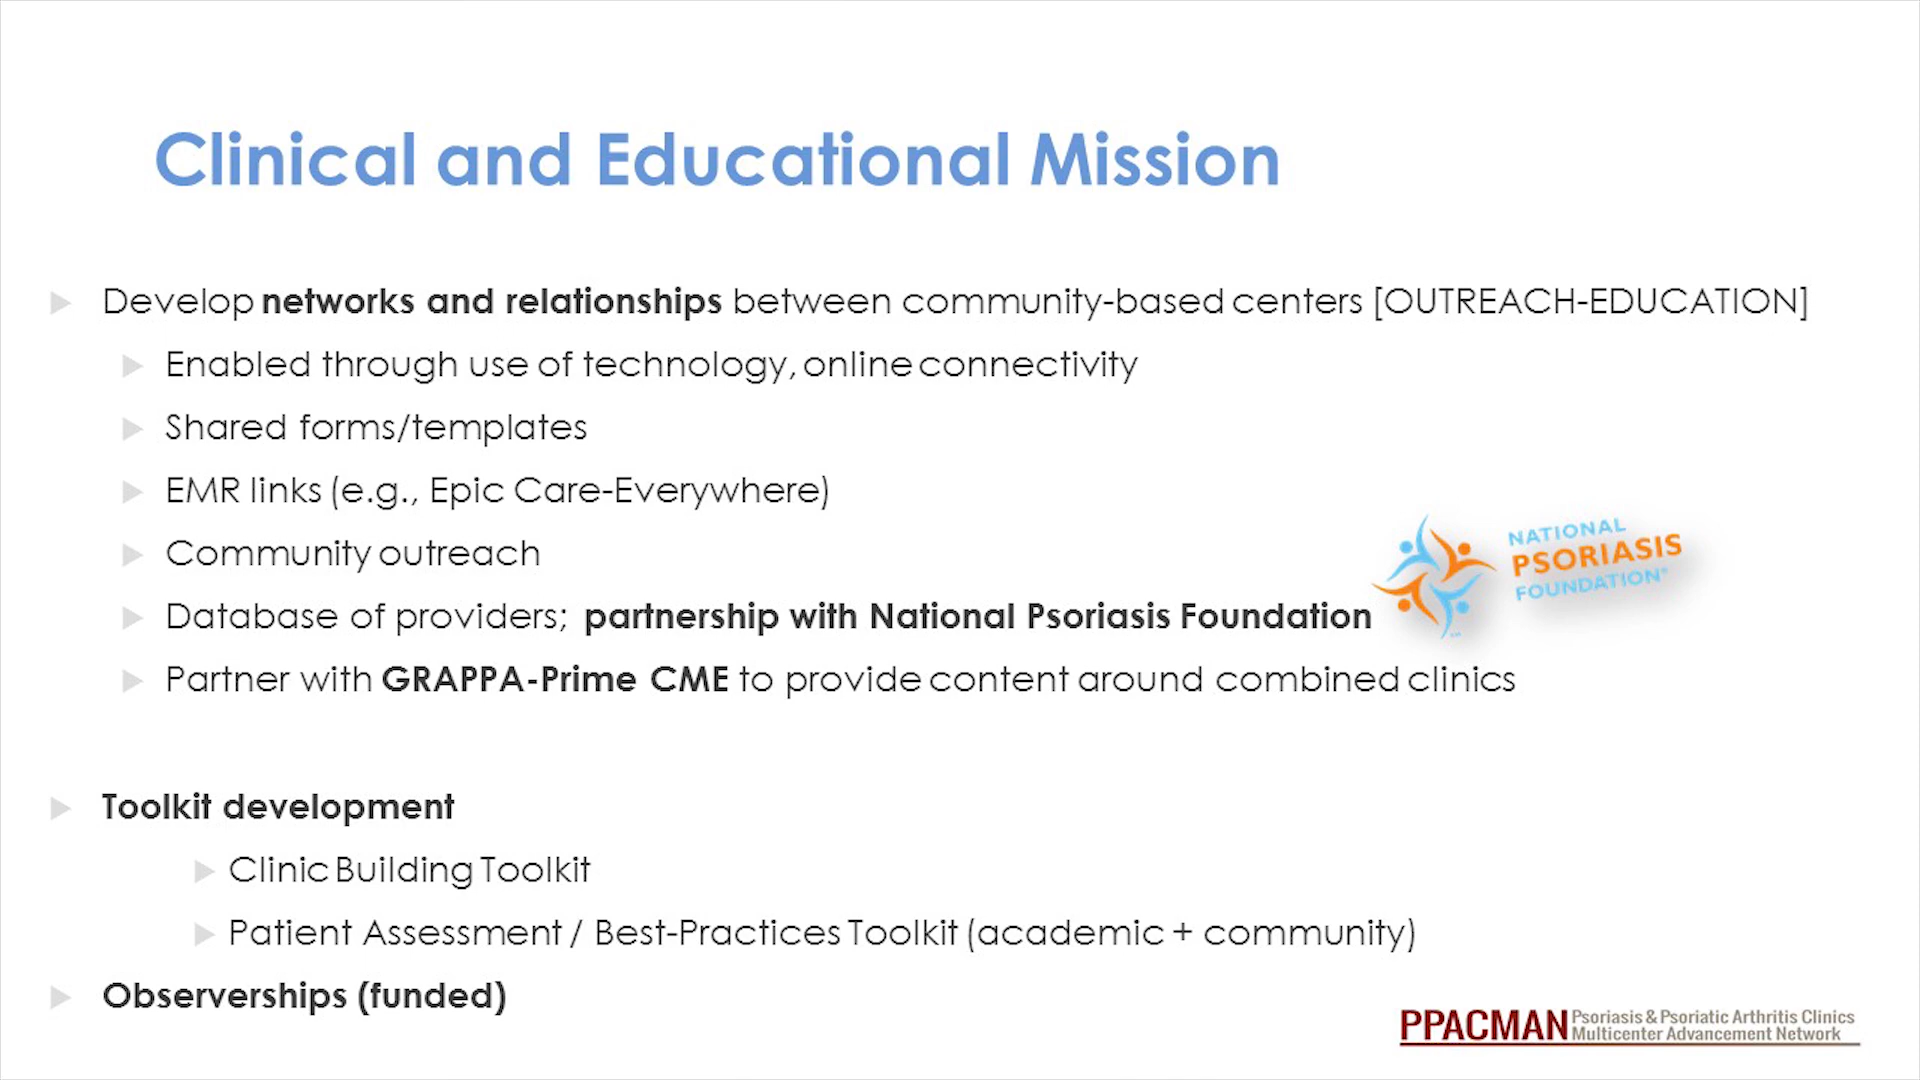 Clinical and Educational Mission
Develop networks and relationships between community-based centers [OUTREACH-EDUCATION]
Enabled through use of technology, online connectivity
Shared forms/templates
EMR links (e.g., Epic Care-Everywhere)
Community outreach
Database of providers; partnership with National Psoriasis Foundation
NATIONAL
PSORIASIS
FOUNDATION®
Partner with GRAPPA-Prime CME to provide content around combined clinics
Toolkit development
Clinic Building Toolkit
Patient Assessment / Best-Practices Toolkit (academic + community)
Observerships (funded)
PPACMAN Psoriasis & Psoriatic Arthritis Clinics
Multicenter Advancement Network